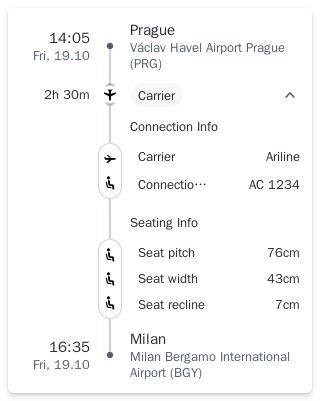 14:05
Fri, 19.10
Prague
Václav Havel Airport Prague
(PRG)
2h 30m
Carrier
Connection Info
Carrier Ariline
Connectio··· AC 1234
Seating Info
Seat pitch 76cm
Seat width 43cm
Seat recline 7cm
16:35
Fri, 19.10
Milan
Milan Bergamo International
Airport (BGY)